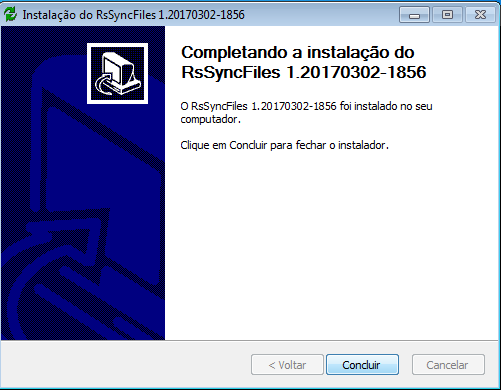 Instalação do RsSyncFiles 1.20170302-1856
Completando a instalação do
RsSyncFiles 1.20170302-1856
O RsSyncFiles 1.20170302-1856 foi instalado no seu
computador.
Clique em Concluir para fechar o instalador.
< Voltar
Concluir
Cancelar